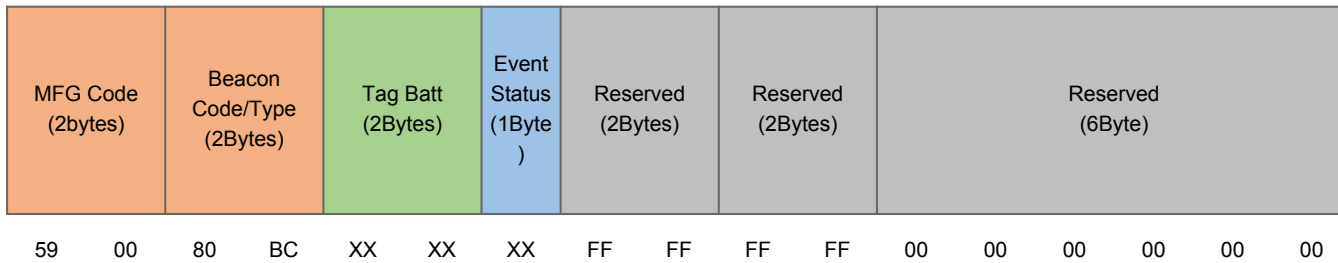 MFG Code
(2bytes)
Beacon
Code/Type
(2Bytes)
Tag Batt
(2Bytes)
Event
Status
(1Byte
)
Reserved
(2Bytes)
Reserved
(2Bytes)
Reserved
(6Byte)
59 00 80 BC XX XX XX FF FF FF FF 00 00 00 00 00 00